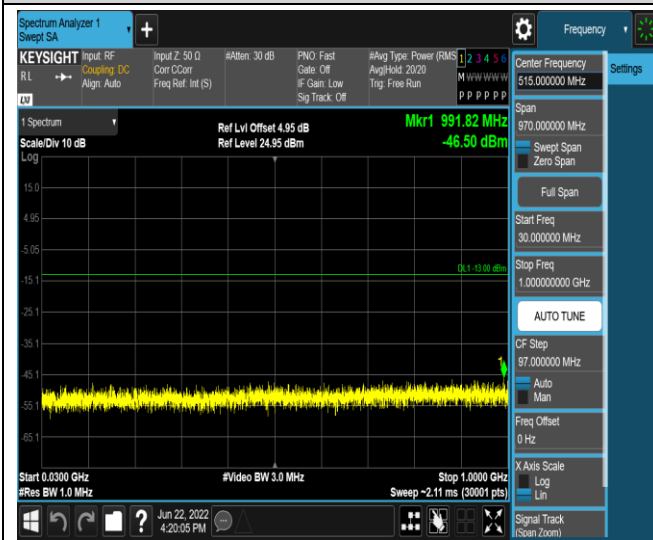 Spectrum Analyzer 1
Swept SA
Frequency
KEYSIGHT
RL
LXI
Input: RF
Coupling: DC
Align: Auto
Input Z: 50 Ω
Corr CCorr
Freq Ref: Int (S)
#Atten: 30 dB
PNO: Fast
Gate: Off
IF Gain: Low
Sig Track: Off
#Avg Type: Power (RMS
Avg|Hold: 20/20
Trig: Free Run
1 2 3 4 5 6
M W W W W W
P P P P P P
1 Spectrum
Scale/Div 10 dB
Log
Ref Lvl Offset 4.95 dB
Ref Level 24.95 dBm
Mkr1 991.82 MHz
-46.50 dBm
15.0
4.95
-5.05
-15.1
-25.1
-35.1
-45.1
-55.1
-65.1
DL1 -13.00 dBm
1
Start 0.0300 GHz
#Res BW 1.0 MHz
#Video BW 3.0 MHz
Stop 1.0000 GHz
Sweep ~2.11 ms (30001 pts)
?
Jun 22, 2022
4:20:05 PM
Center Frequency
515.000000 MHz
Settings
Span
970.000000 MHz
Swept Span
Zero Span
Full Span
Start Freq
30.000000 MHz
Stop Freq
1.000000000 GHz
AUTO TUNE
CF Step
97.000000 MHz
Auto
Man
Freq Offset
0 Hz
X Axis Scale
Log
Lin
Signal Track
(Span Zoom)